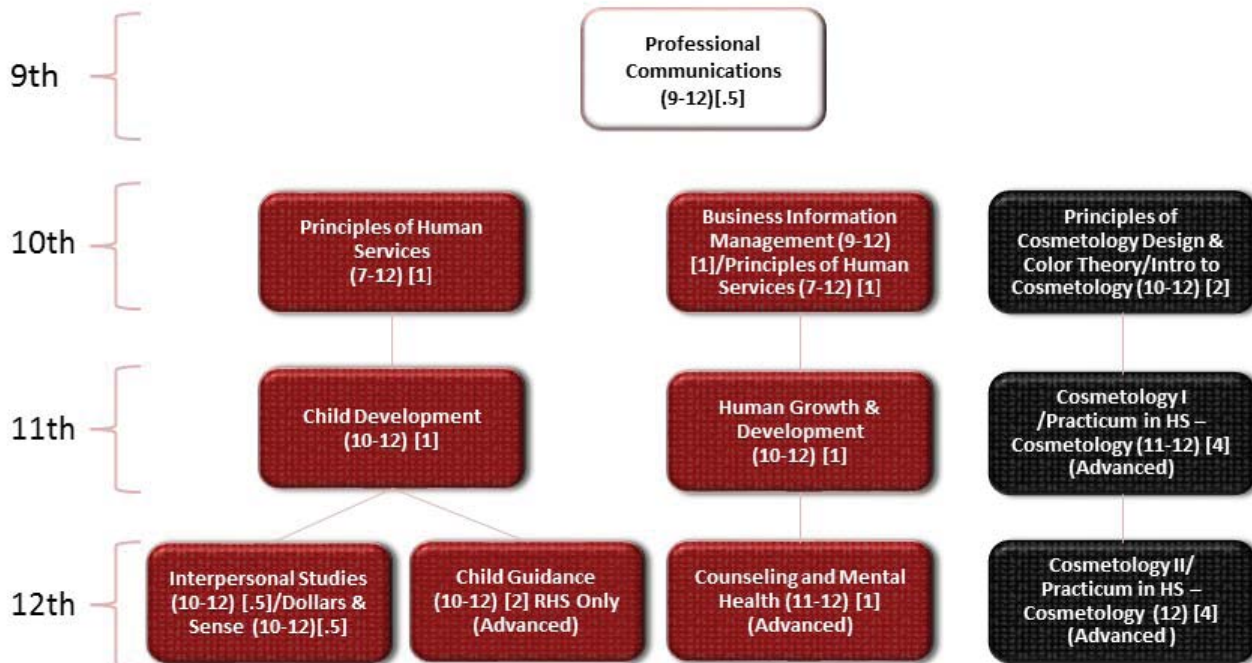 9th
Professional
Communications
(9-12)[.5]
10th
Principles of Human
Services
(7-12) [1]
Business Information
Management (9-12)
[1]/Principles of Human
Services (7-12) [1]
Principles of
Cosmetology Design &
Color Theory/Intro to
Cosmetology (10-12) [2]
11th
Child Development
(10-12) [1]
Human Growth &
Development
(10-12) [1]
Cosmetology I
/Practicum in HS –
Cosmetology (11-12) [4]
(Advanced)
12th
Interpersonal Studies
(10-12) [.5]/Dollars &
Sense (10-12)[.5]
Child Guidance
(10-12) [2] RHS Only
(Advanced)
Counseling and Mental
Health (11-12) [1]
(Advanced)
Cosmetology II/
Practicum in HS –
Cosmetology (12) [4]
(Advanced )